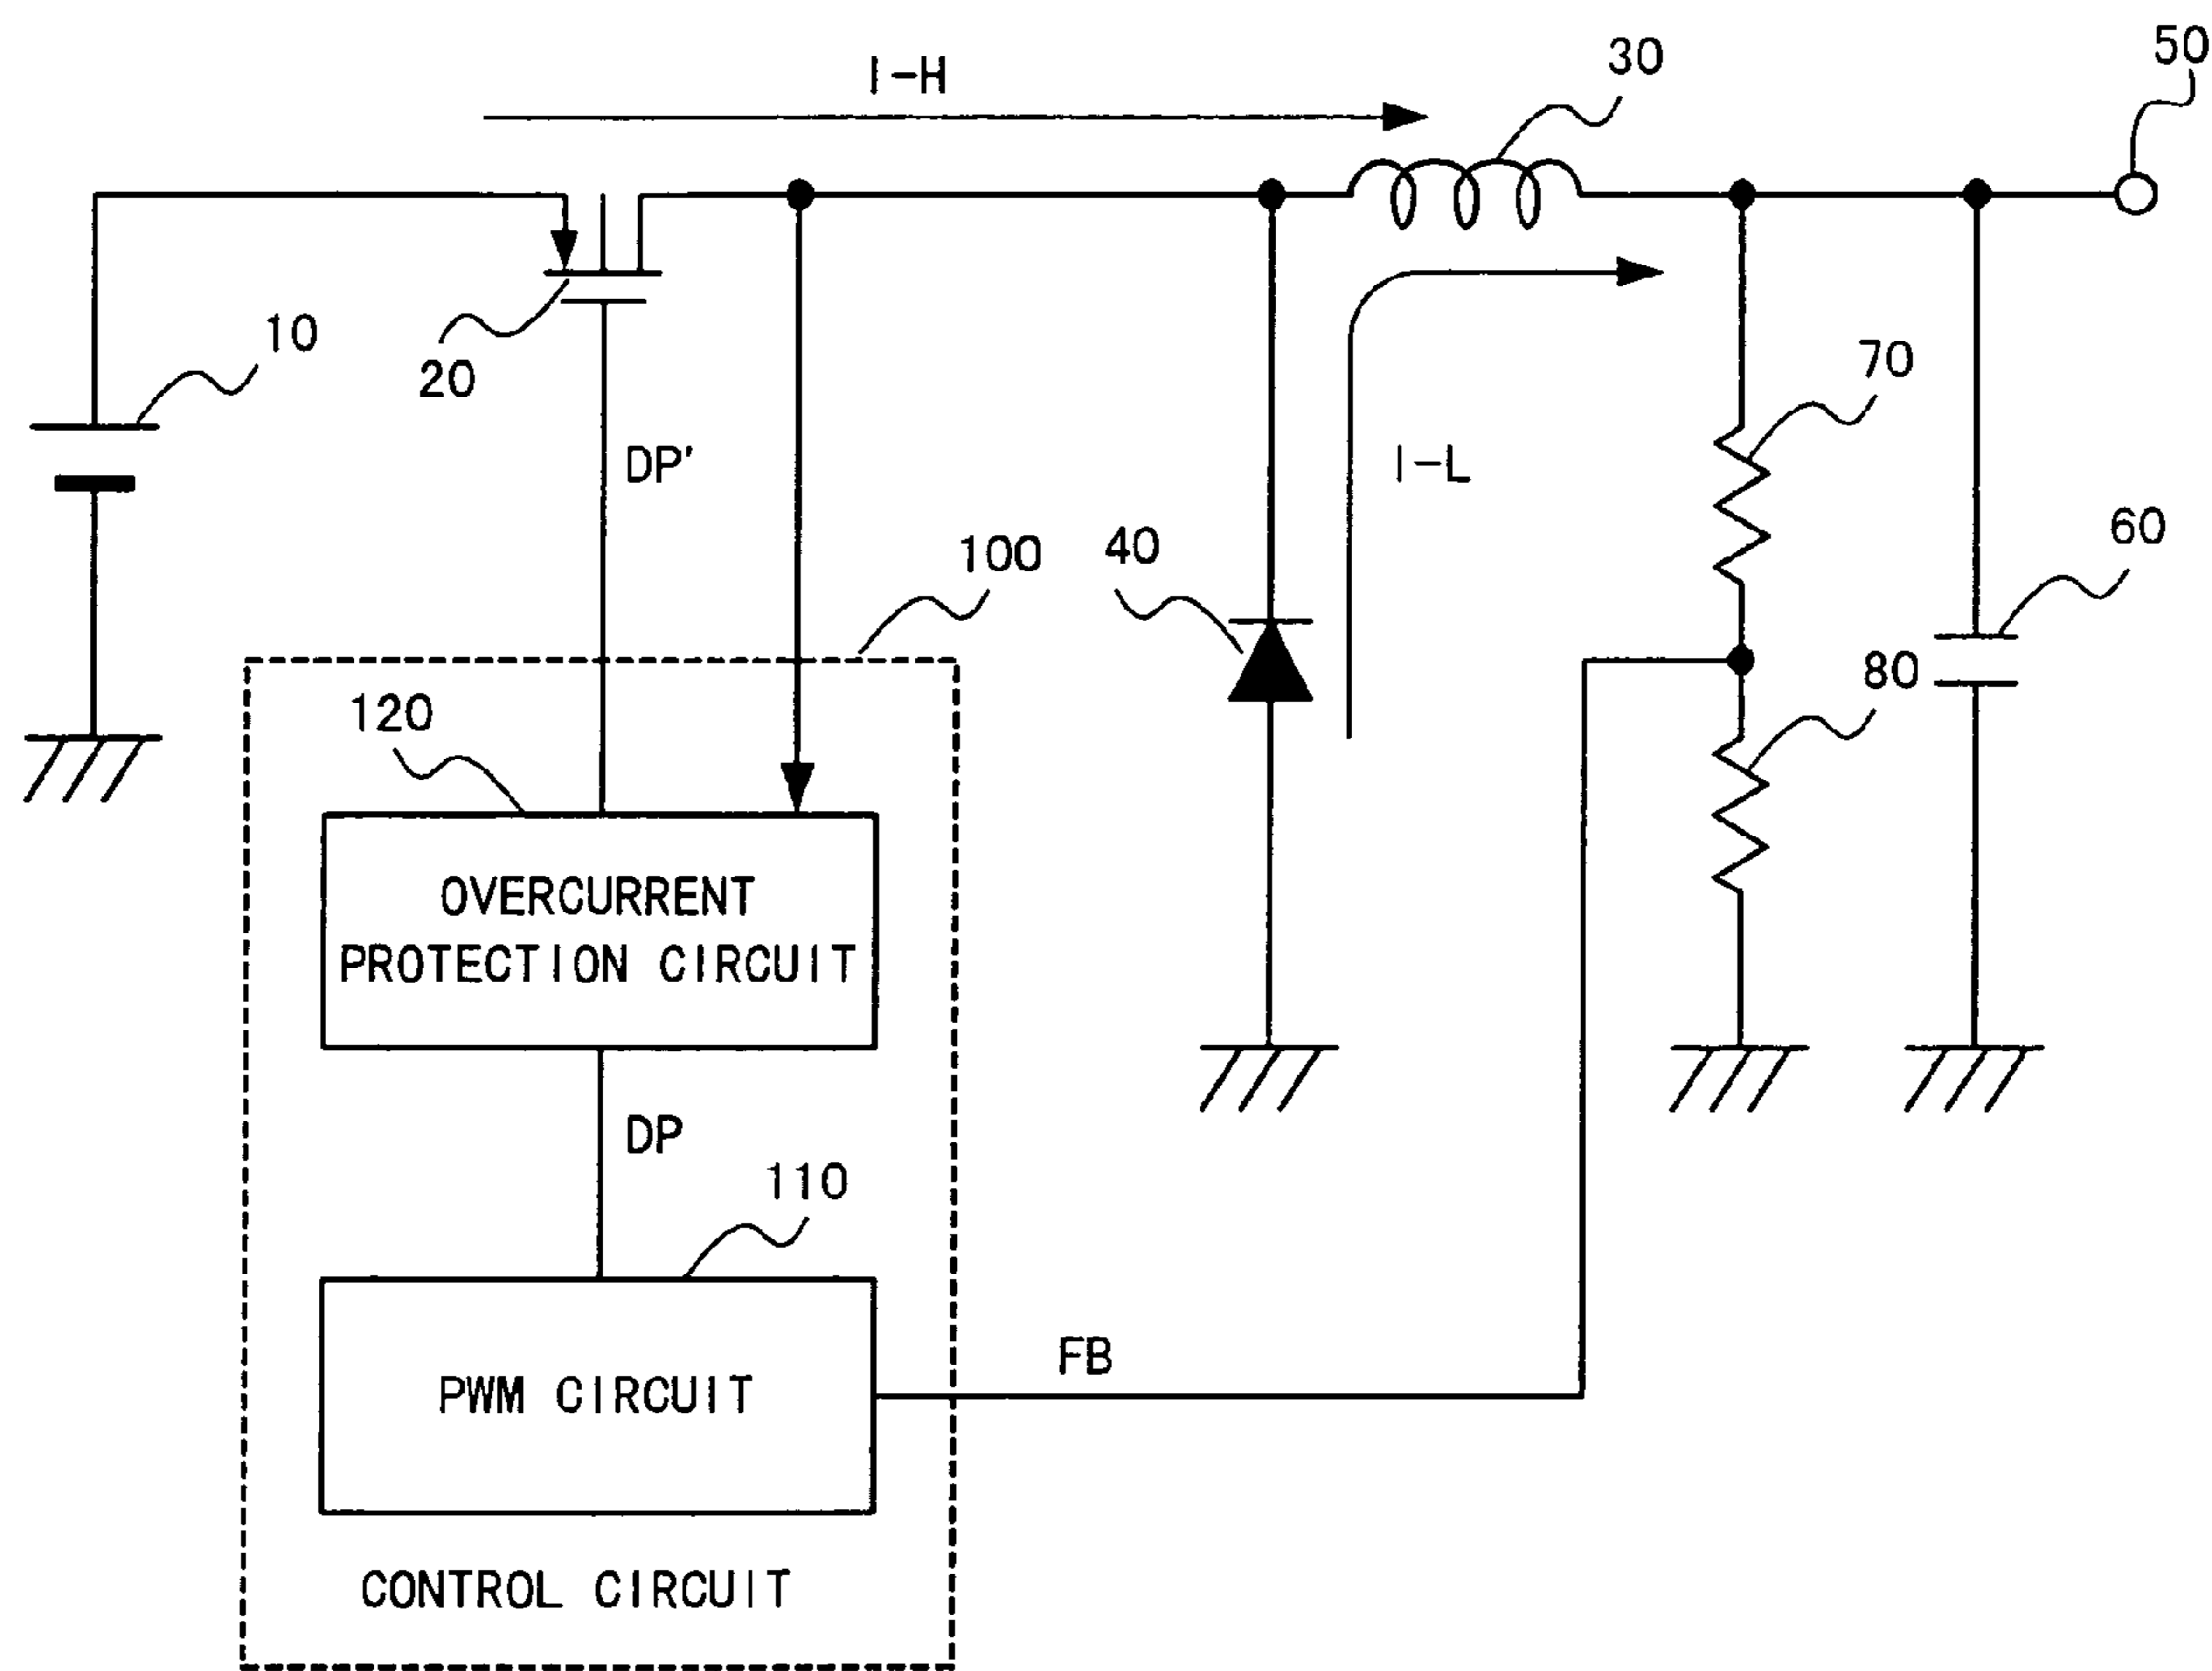 50
30
I-H
10
20
70
DP'
I-L
60
100
40
80
120
OVERCURRENT
PROTECTION CIRCUIT
DP
110
FB
PWM CIRCUIT
CONTROL CIRCUIT